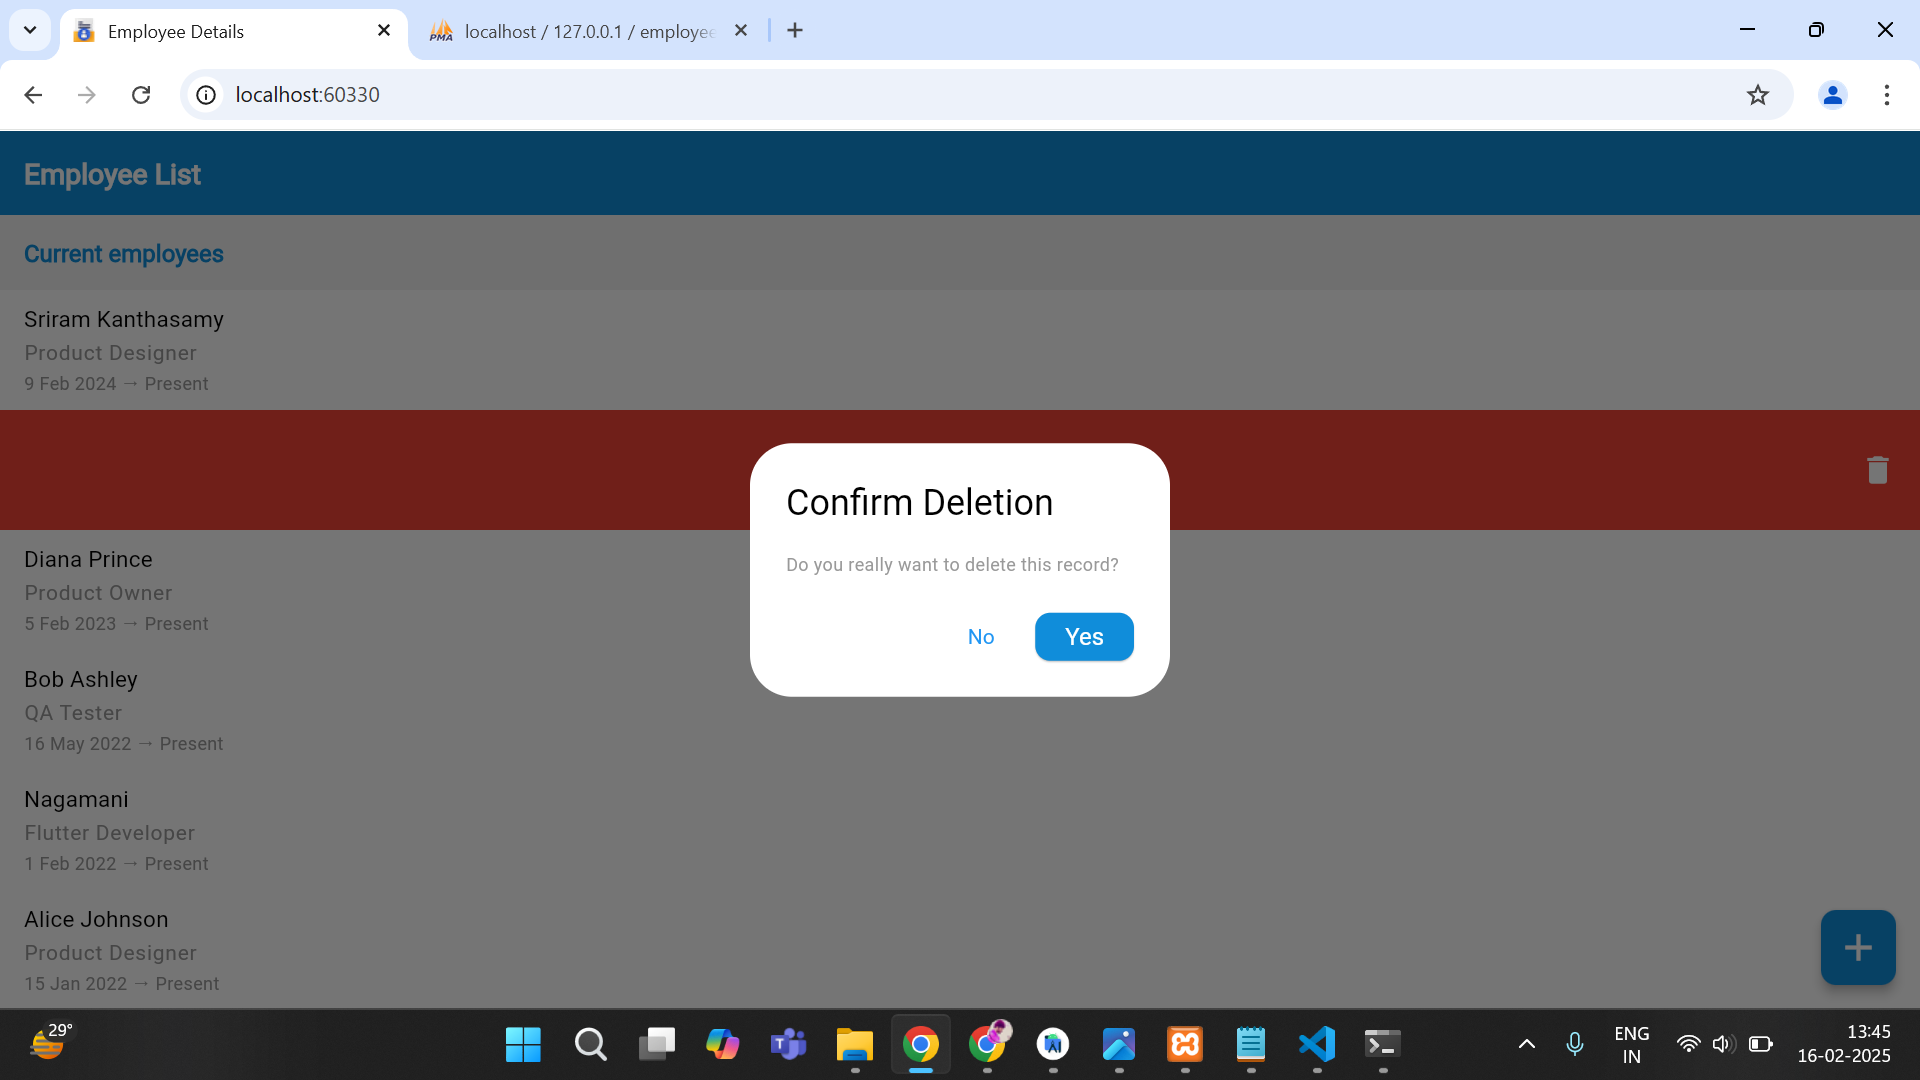 Employee Details
localhost / 127.0.0.1 / employee
localhost:60330
Employee List
Current employees
Sriram Kanthasamy
Product Designer
9 Feb 2024 → Present
Confirm Deletion
Do you really want to delete this record?
No
Yes
Diana Prince
Product Owner
5 Feb 2023 → Present
Bob Ashley
QA Tester
16 May 2022 → Present
Nagamani
Flutter Developer
1 Feb 2022 → Present
Alice Johnson
Product Designer
15 Jan 2022 → Present
29°
ENG
IN
13:45
16-02-2025